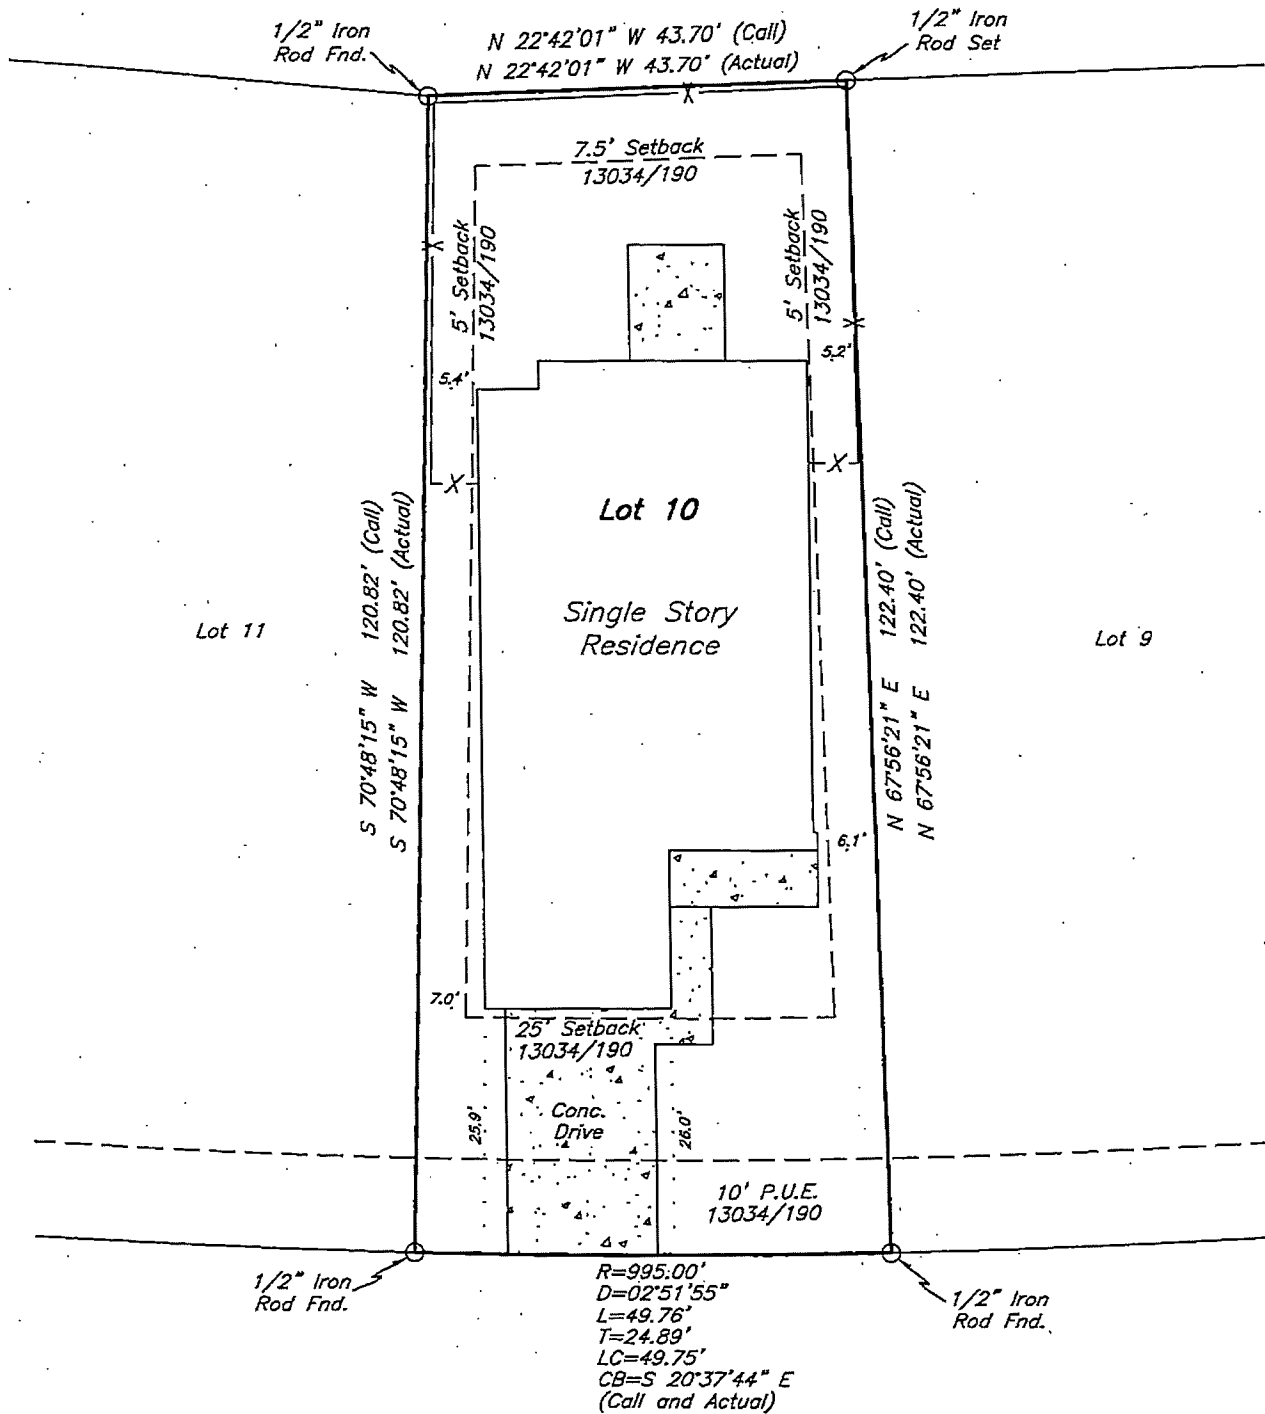 1/2" Iron
Rod Fnd.
N 22°42'01" W 43.70' (Call)
N 22°42'01" W 43.70' (Actual)
1/2" Iron
Rod Set
7.5' Setback
13034/190
5' Setback
13034/190
5' Setback
13034/190
5.4'
5.2'
X
X
X
X
X
Lot 10
Single Story
Residence
Lot 11
Lot 9
S 70°48'15" W 120.82' (Call)
S 70°48'15" W 120.82' (Actual)
N 67°56'21" E 122.40' (Call)
N 67°56'21" E 122.40' (Actual)
6.1'
7.0'
25' Setback
13034/190
25.9'
Conc.
Drive
26.0'
10' P.U.E.
13034/190
1/2" Iron
Rod Fnd.
R=995.00'
D=02°51'55"
L=49.76'
T=24.89'
LC=49.75'
CB=S 20°37'44" E
(Call and Actual)
1/2" Iron
Rod Fnd.